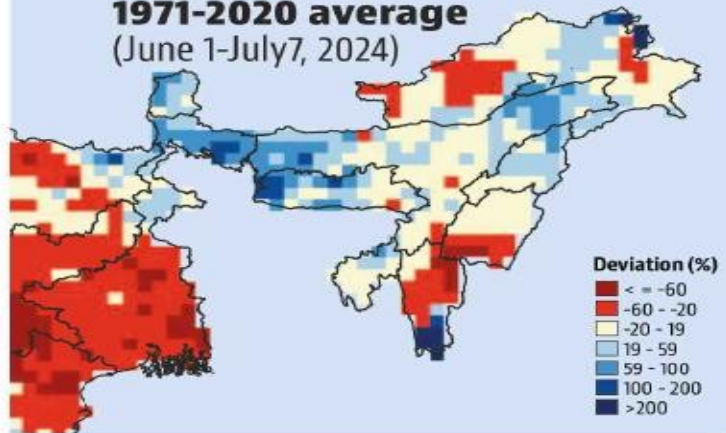 1971-2020 average
(June 1-July7, 2024)
Deviation (%)
< = -60
-60 - -20
-20 - 19
19 - 59
59 - 100
100 - 200
>200